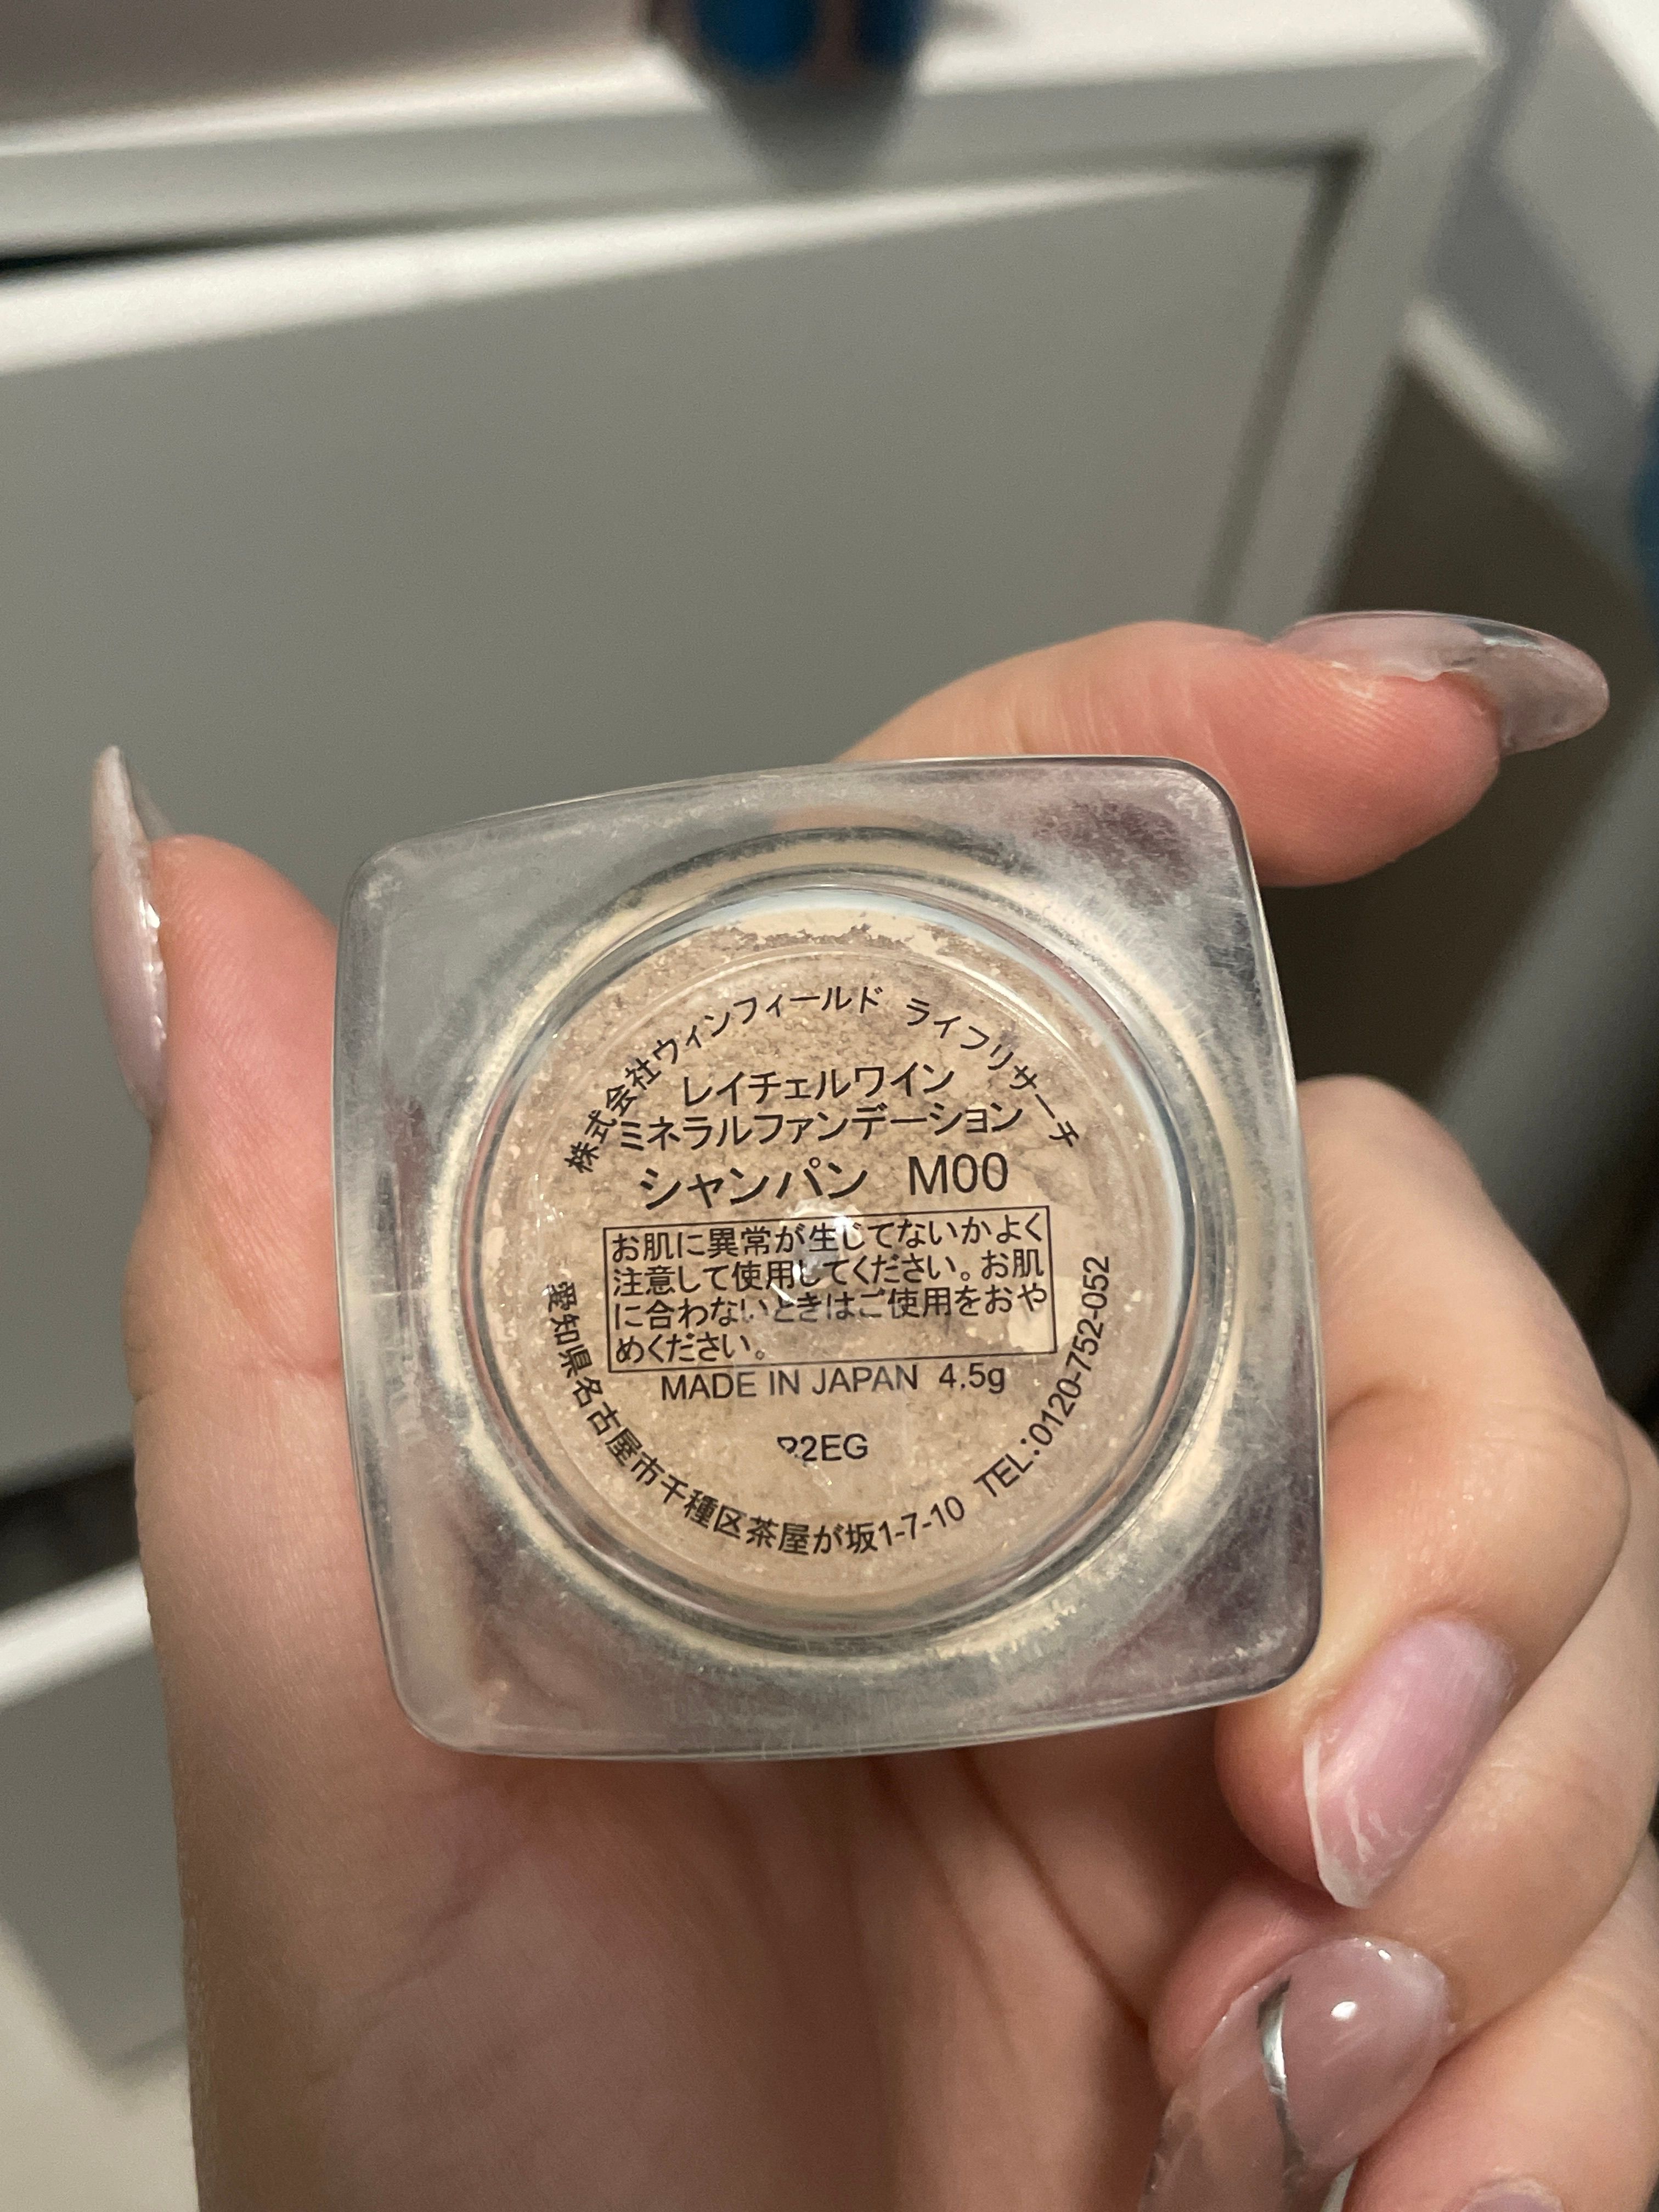 株式会社ウィンフィールド ライフリサーチ
レイチェルワイン
ミネラルファンデーション
シャンパン M00
お肌に異常が生じてないかよく
注意して使用してください。お肌
に合わないときはご使用をおや
めください。
MADE IN JAPAN 4.5g
愛知県名古屋市千種区茶屋が坂1-7-10 TEL:0120-752-052